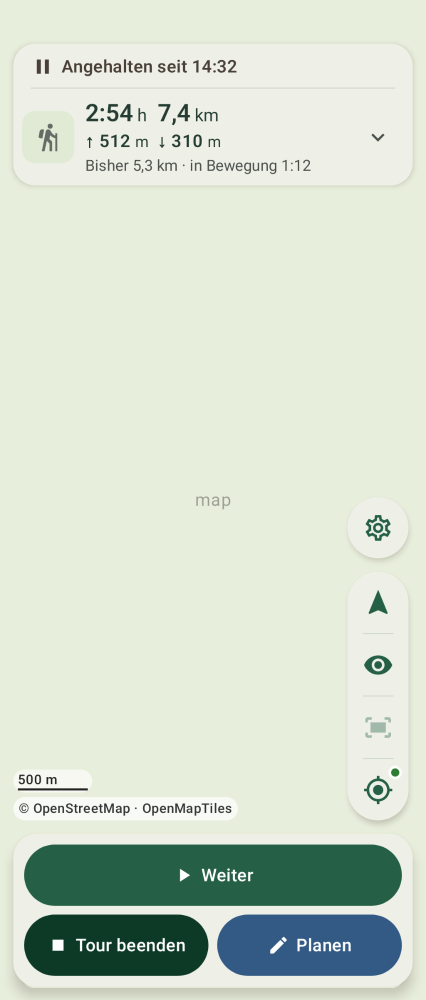 Angehalten seit 14:32
2:54 h 7,4 km
↑ 512 m ↓ 310 m
Bisher 5,3 km · in Bewegung 1:12
map
500 m
© OpenStreetMap · OpenMapTiles
Weiter
Tour beenden
Planen